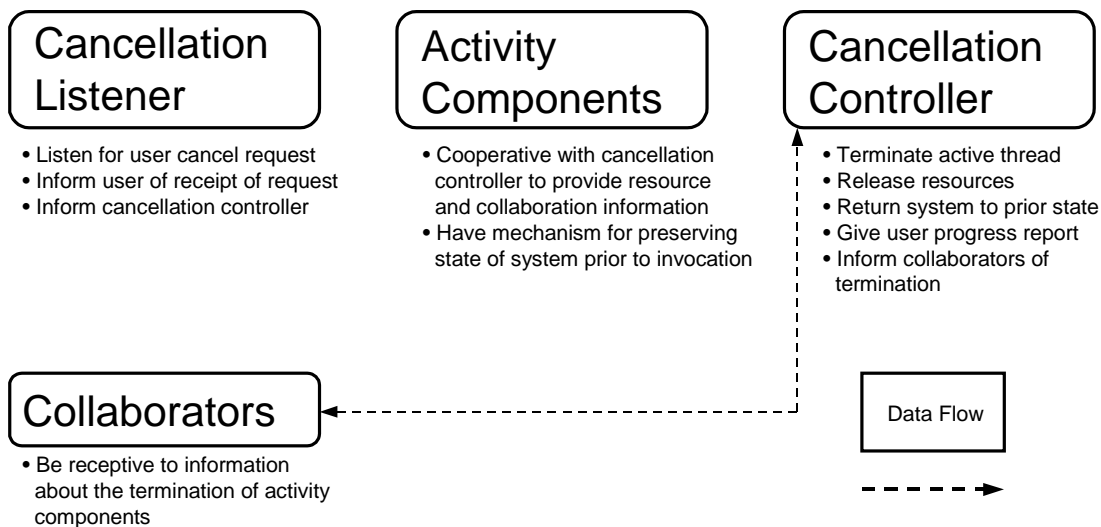 Cancellation
Listener
• Listen for user cancel request
• Inform user of receipt of request
• Inform cancellation controller
Activity
Components
• Cooperative with cancellation
controller to provide resource
and collaboration information
• Have mechanism for preserving
state of system prior to invocation
Cancellation
Controller
• Terminate active thread
• Release resources
• Return system to prior state
• Give user progress report
• Inform collaborators of
termination
Collaborators
• Be receptive to information
about the termination of activity
components
Data Flow